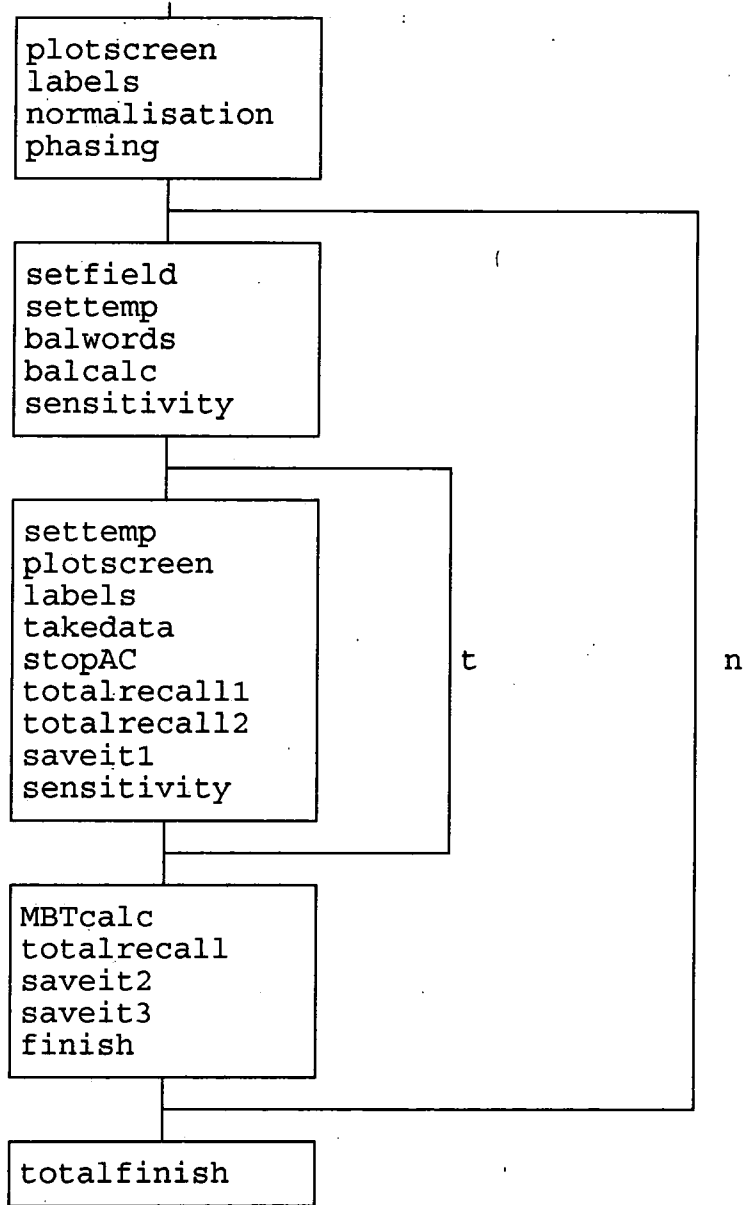 plotscreen
labels
normalisation
phasing
setfield
settemp
balwords
balcalc
sensitivity
settemp
plotscreen
labels
takedata
stopAC
totalrecall1
totalrecall2
saveit1
sensitivity
t
n
MBTcalc
totalrecall
saveit2
saveit3
finish
totalfinish